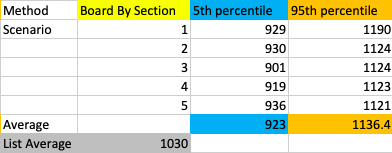 Method Board By Section 5th percentile 95th percentile
Scenario 1 929 1190
2 930 1124
3 901 1124
4 919 1123
5 936 1121
Average 923 1136.4
List Average 1030